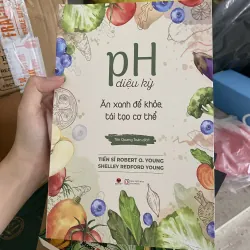 pH
diệu kỳ
Ăn xanh để khỏe,
tái tạo cơ thể
TIẾN SĨ ROBERT O. YOUNG
SHELLEY REDFORD YOUNG